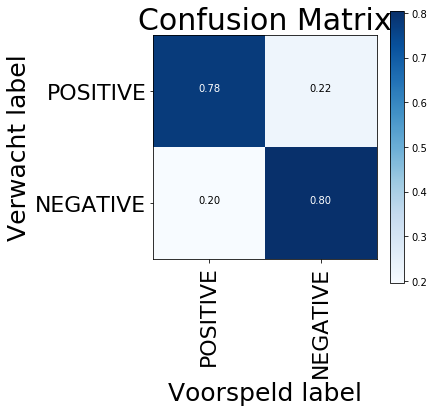 Confusion Matrix
Verwacht label
POSITIVE
NEGATIVE
0.78
0.22
0.20
0.80
POSITIVE
NEGATIVE
Voorspeld label
0.8
0.7
0.6
0.5
0.4
0.3
0.2